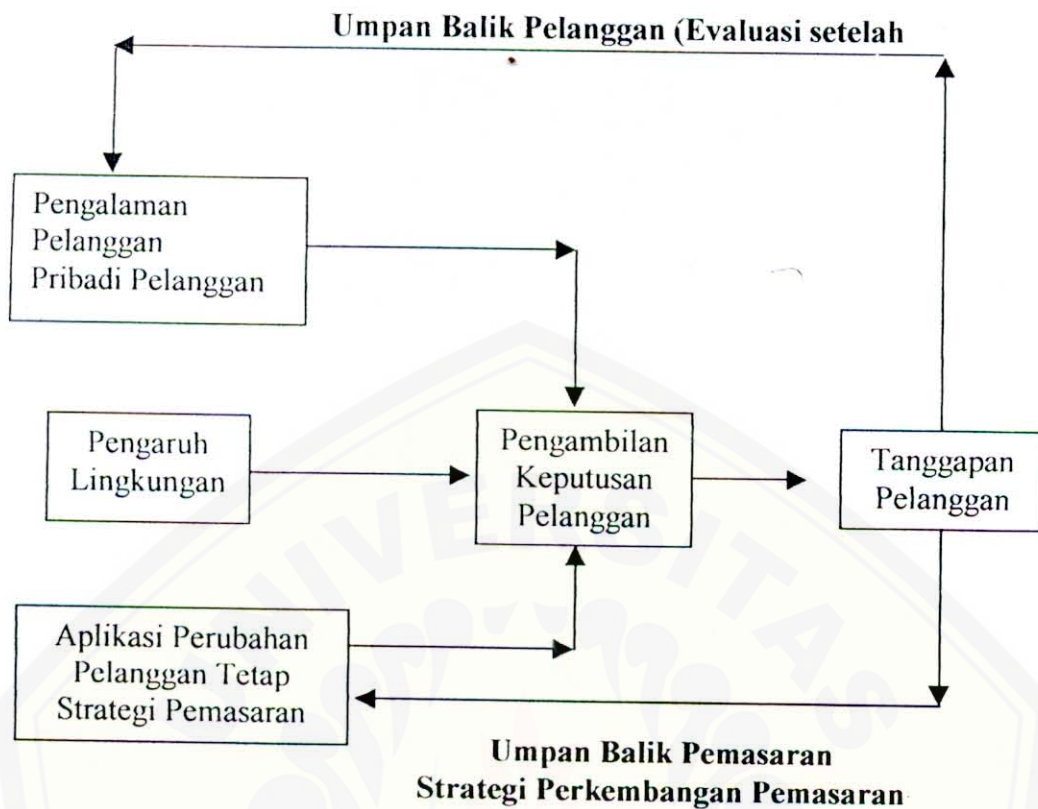 Umpan Balik Pelanggan (Evaluasi setelah
Pengalaman
Pelanggan
Pribadi Pelanggan
Pengaruh
Lingkungan
Pengambilan
Keputusan
Pelanggan
Tanggapan
Pelanggan
Aplikasi Perubahan
Pelanggan Tetap
Strategi Pemasaran
Umpan Balik Pemasaran
Strategi Perkembangan Pemasaran
UNIVERSITAS